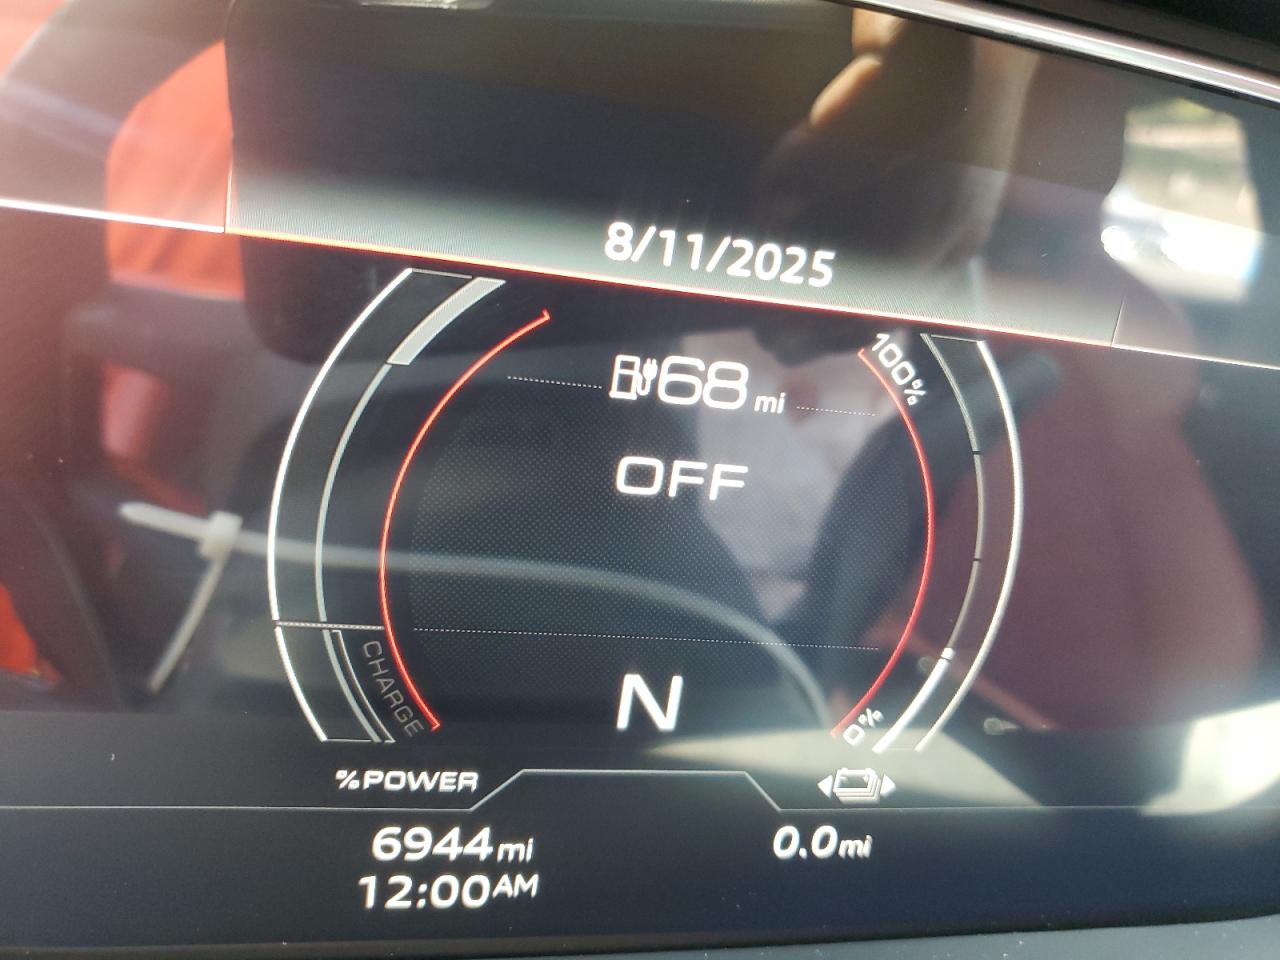 8/11/2025
68 mi
100%
OFF
CHARGE
N
0%
%POWER
6944 mi
0.0 mi
12:00 AM